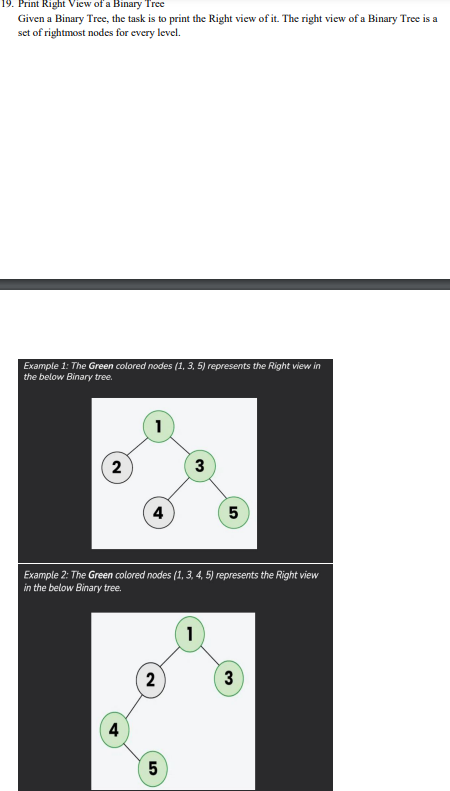 19. Print Right View of a Binary Tree
Given a Binary Tree, the task is to print the Right view of it. The right view of a Binary Tree is a
set of rightmost nodes for every level.
Example 1: The Green colored nodes (1, 3, 5) represents the Right view in
the below Binary tree.
1
2
3
4
5
Example 2: The Green colored nodes (1, 3, 4, 5) represents the Right view
in the below Binary tree.
1
2
3
4
5